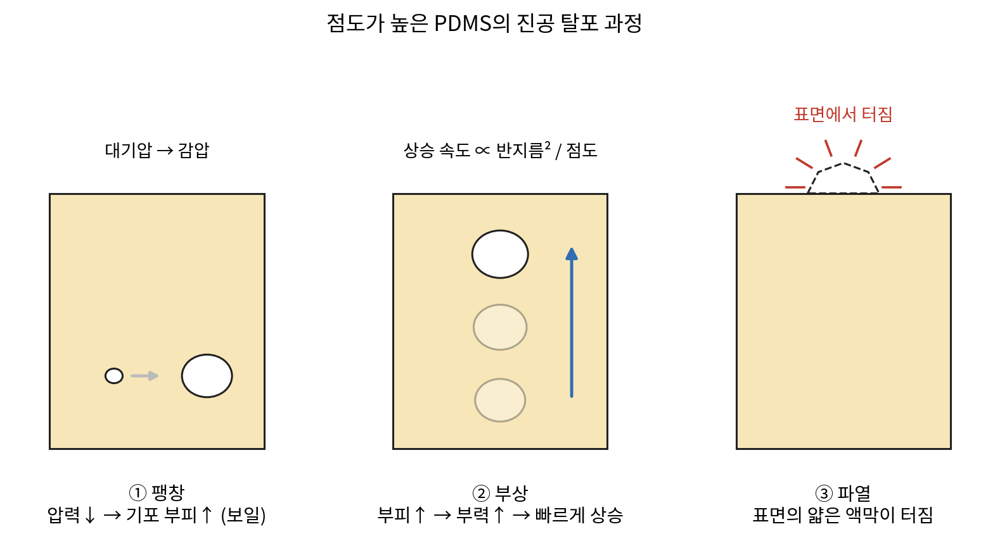 점도가 높은 PDMS의 진공 탈포 과정
대기압 → 감압
상승 속도 ∝ 반지름² / 점도
표면에서 터짐
① 팽창
압력↓ → 기포 부피↑ (보일)
② 부상
부피↑ → 부력↑ → 빠르게 상승
③ 파열
표면의 얇은 액막이 터짐